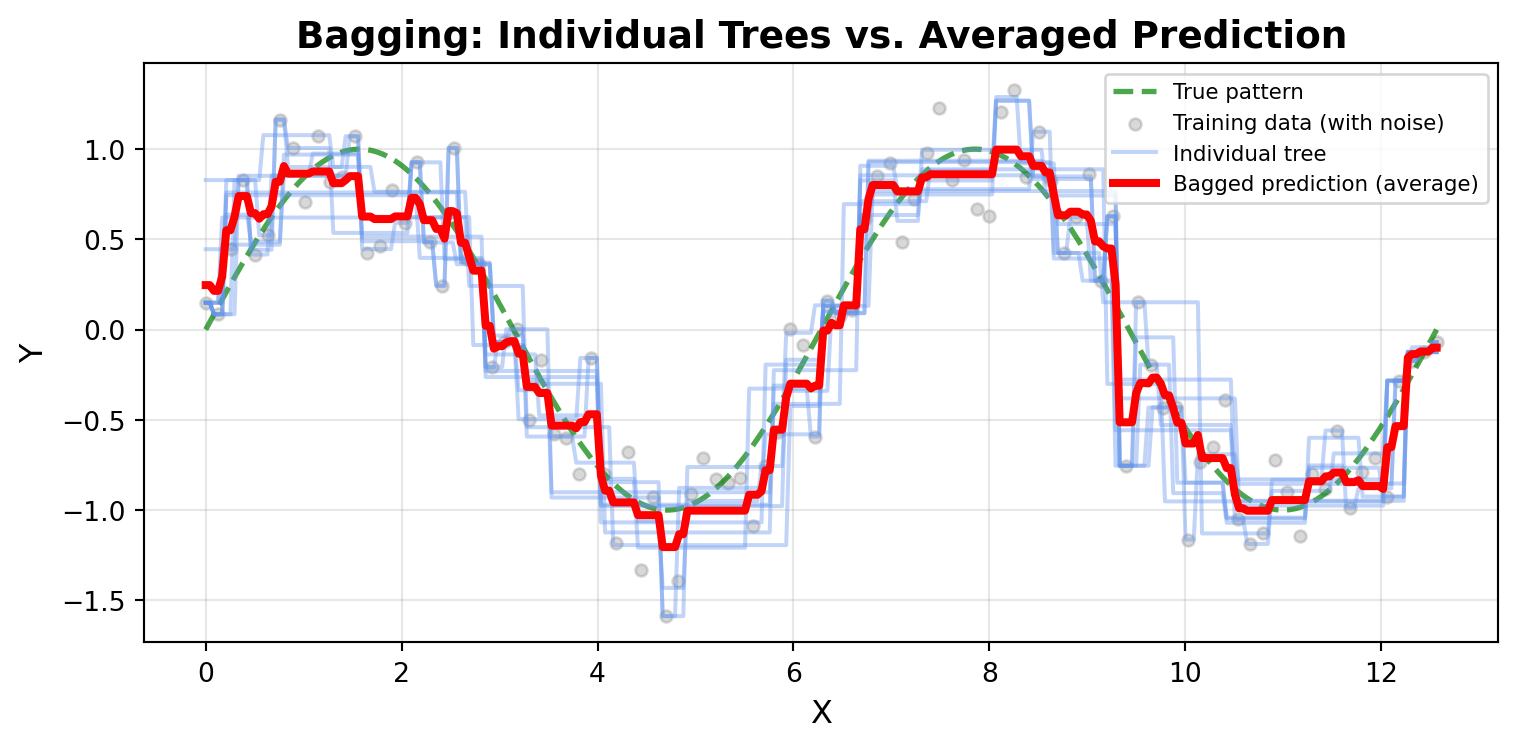 Bagging: Individual Trees vs. Averaged Prediction
True pattern
Training data (with noise)
Individual tree
Bagged prediction (average)
1.0
0.5
0.0
−0.5
−1.0
−1.5
Y
0 2 4 6 8 10 12
X